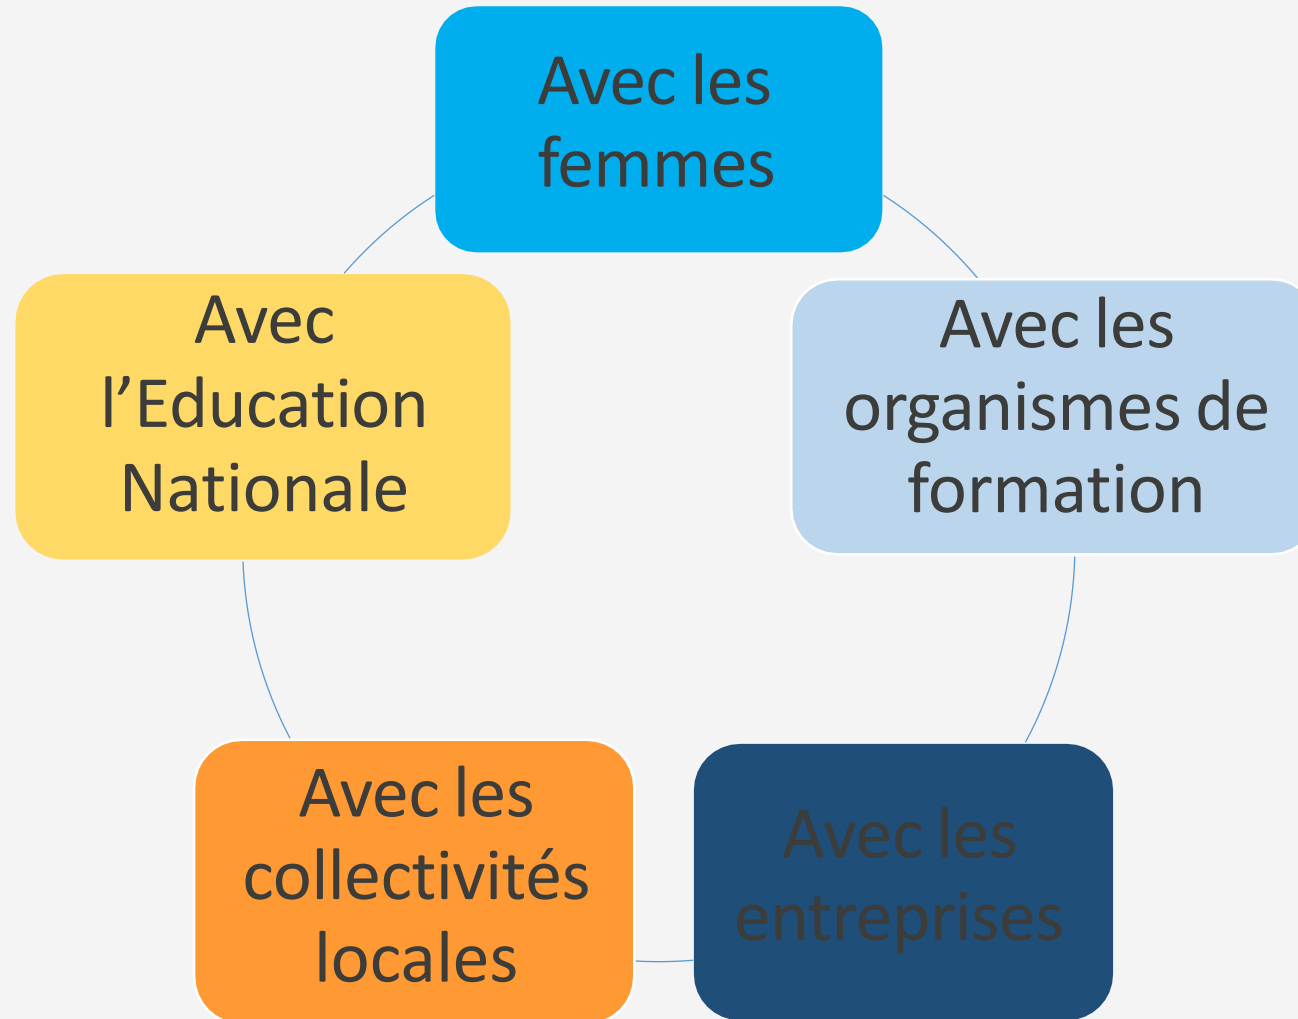 Avec les
femmes
Avec
l’Education
Nationale
Avec les
organismes de
formation
Avec les
collectivités
locales
Avec les
entreprises